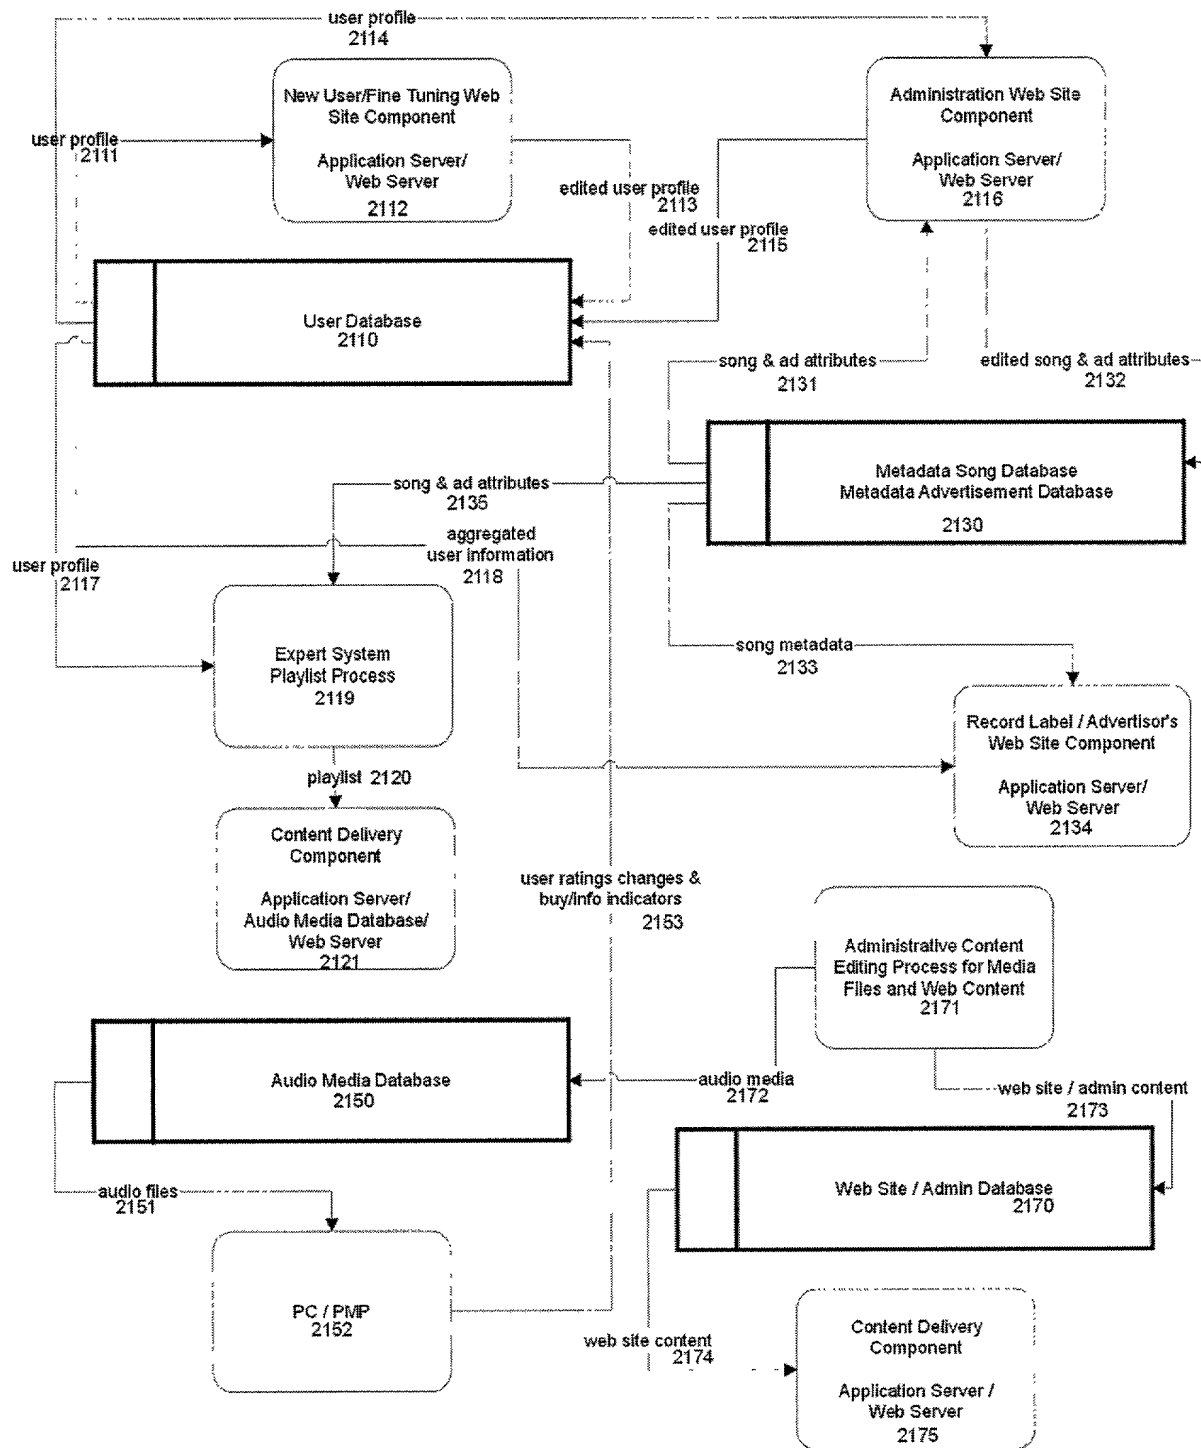 user profile
2114
New User/Fine Tuning Web
Site Component
Application Server/
Web Server
2112
Administration Web Site
Component
Application Server/
Web Server
2116
user profile
2111
edited user profile
2113
edited user profile
2115
User Database
2110
song & ad attributes
2131
edited song & ad attributes
2132
Metadata Song Database
Metadata Advertisement Database
2130
song & ad attributes
2135
aggregated
user information
2118
user profile
2117
Expert System
Playlist Process
2119
song metadata
2133
Record Label / Advertisor's
Web Site Component
Application Server/
Web Server
2134
playlist 2120
Content Delivery
Component
Application Server/
Audio Media Database/
Web Server
2121
user ratings changes &
buy/info indicators
2153
Administrative Content
Editing Process for Media
Files and Web Content
2171
Audio Media Database
2150
audio media
2172
web site / admin content
2173
audio files
2151
Web Site / Admin Database
2170
PC / PMP
2152
web site content
2174
Content Delivery
Component
Application Server /
Web Server
2175